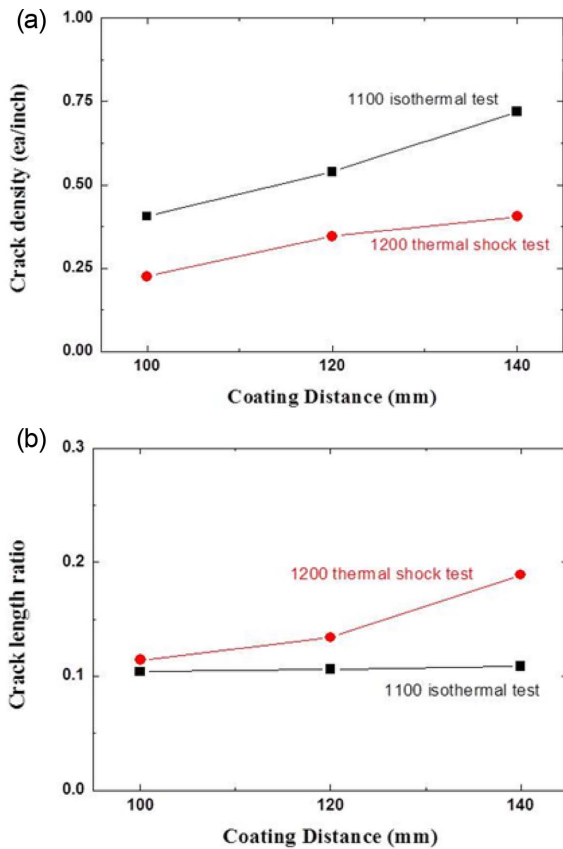 (a)
1.00
0.75
0.50
0.25
0.00
Crack density (ea/inch)
1100 isothermal test
1200 thermal shock test
100 120 140
Coating Distance (mm)
(b)
0.3
0.2
0.1
0.0
Crack length ratio
1200 thermal shock test
1100 isothermal test
100 120 140
Coating Distance (mm)